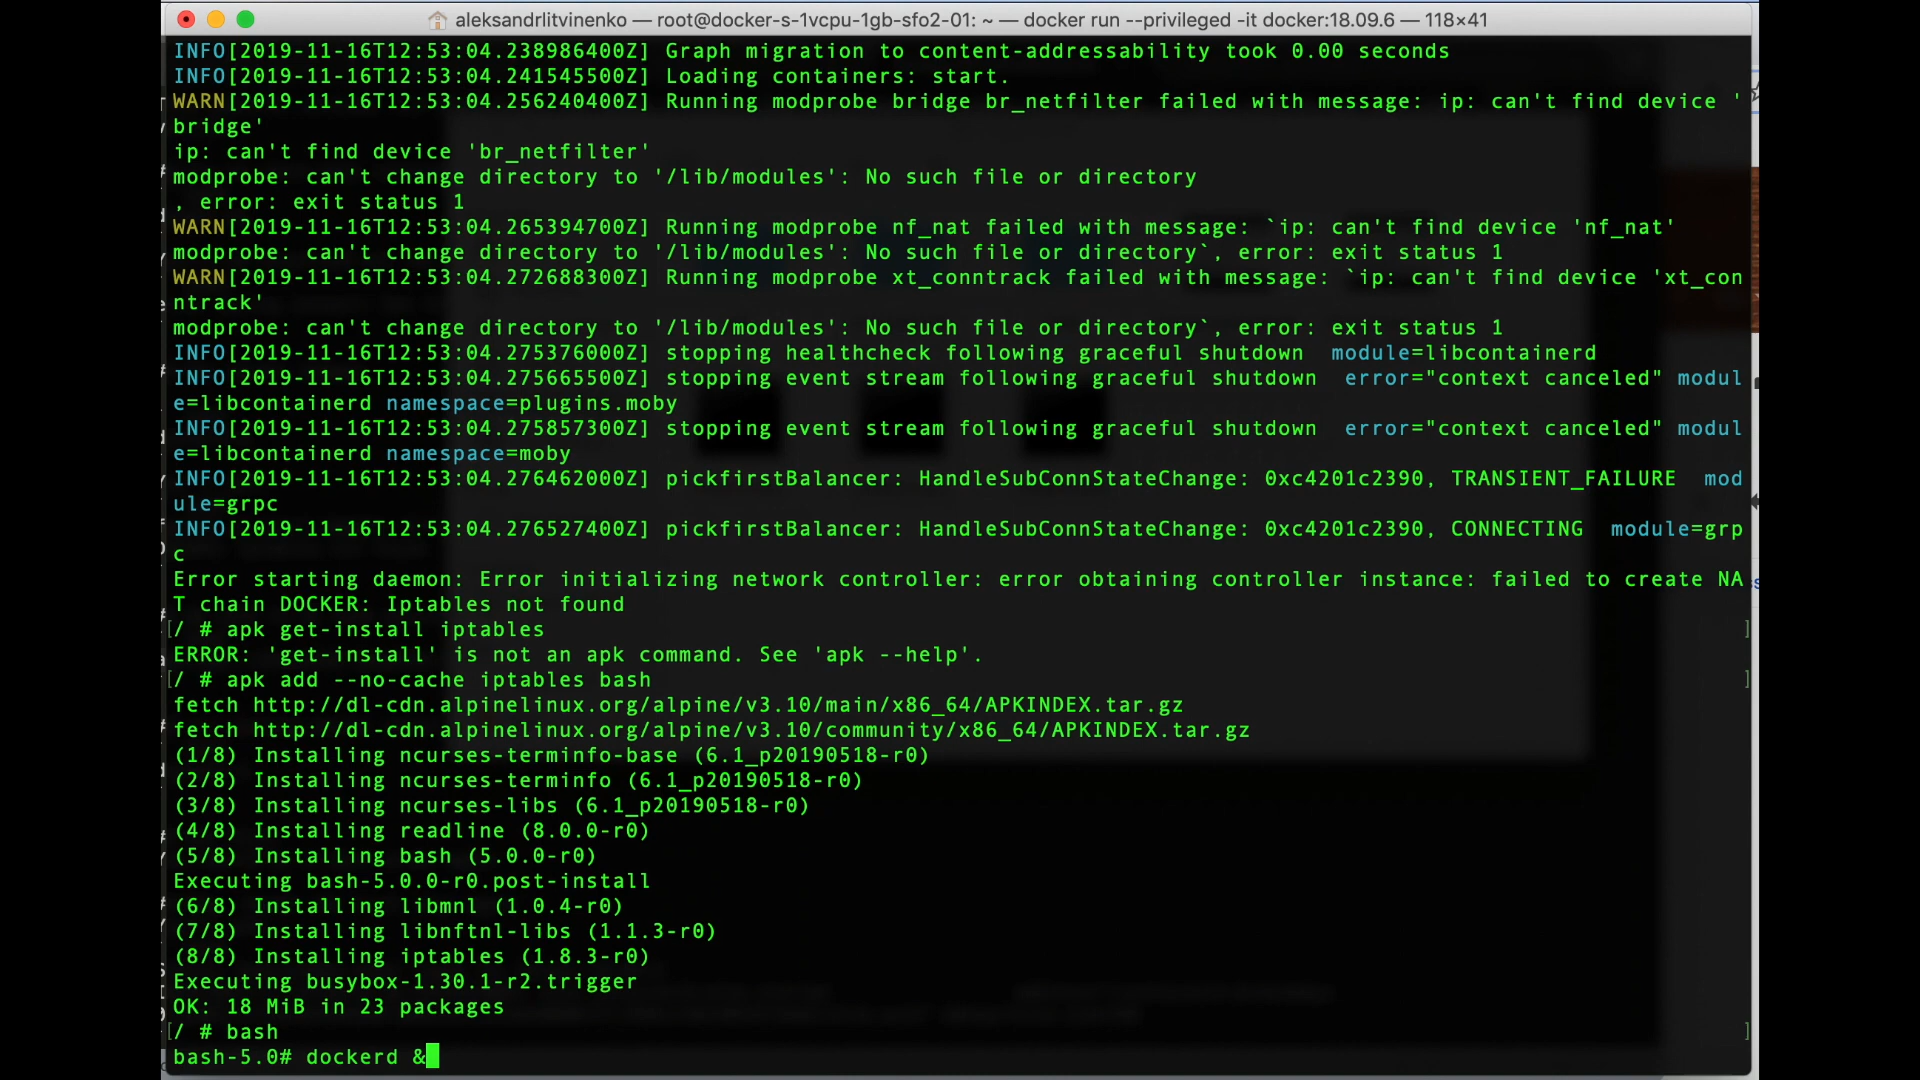 aleksandrlitvinenko — root@docker-s-1vcpu-1gb-sfo2-01: ~ — docker run --privileged -it docker:18.09.6 — 118×41
INFO[2019-11-16T12:53:04.238986400Z] Graph migration to content-addressability took 0.00 seconds
INFO[2019-11-16T12:53:04.241545500Z] Loading containers: start.
WARN[2019-11-16T12:53:04.256240400Z] Running modprobe bridge br_netfilter failed with message: ip: can't find device '
bridge'
ip: can't find device 'br_netfilter'
modprobe: can't change directory to '/lib/modules': No such file or directory
, error: exit status 1
WARN[2019-11-16T12:53:04.265394700Z] Running modprobe nf_nat failed with message: `ip: can't find device 'nf_nat'
modprobe: can't change directory to '/lib/modules': No such file or directory`, error: exit status 1
WARN[2019-11-16T12:53:04.272688300Z] Running modprobe xt_conntrack failed with message: `ip: can't find device 'xt_con
ntrack'
modprobe: can't change directory to '/lib/modules': No such file or directory`, error: exit status 1
INFO[2019-11-16T12:53:04.275376000Z] stopping healthcheck following graceful shutdown  module=libcontainerd
INFO[2019-11-16T12:53:04.275665500Z] stopping event stream following graceful shutdown  error="context canceled" modul
e=libcontainerd namespace=plugins.moby
INFO[2019-11-16T12:53:04.275857300Z] stopping event stream following graceful shutdown  error="context canceled" modul
e=libcontainerd namespace=moby
INFO[2019-11-16T12:53:04.276462000Z] pickfirstBalancer: HandleSubConnStateChange: 0xc4201c2390, TRANSIENT_FAILURE  mod
ule=grpc
INFO[2019-11-16T12:53:04.276527400Z] pickfirstBalancer: HandleSubConnStateChange: 0xc4201c2390, CONNECTING  module=grp
c
Error starting daemon: Error initializing network controller: error obtaining controller instance: failed to create NA
T chain DOCKER: Iptables not found
[/ # apk get-install iptables ]
ERROR: 'get-install' is not an apk command. See 'apk --help'.
[/ # apk add --no-cache iptables bash ]
fetch http://dl-cdn.alpinelinux.org/alpine/v3.10/main/x86_64/APKINDEX.tar.gz
fetch http://dl-cdn.alpinelinux.org/alpine/v3.10/community/x86_64/APKINDEX.tar.gz
(1/8) Installing ncurses-terminfo-base (6.1_p20190518-r0)
(2/8) Installing ncurses-terminfo (6.1_p20190518-r0)
(3/8) Installing ncurses-libs (6.1_p20190518-r0)
(4/8) Installing readline (8.0.0-r0)
(5/8) Installing bash (5.0.0-r0)
Executing bash-5.0.0-r0.post-install
(6/8) Installing libmnl (1.0.4-r0)
(7/8) Installing libnftnl-libs (1.1.3-r0)
(8/8) Installing iptables (1.8.3-r0)
Executing busybox-1.30.1-r2.trigger
OK: 18 MiB in 23 packages
[/ # bash ]
bash-5.0# dockerd &